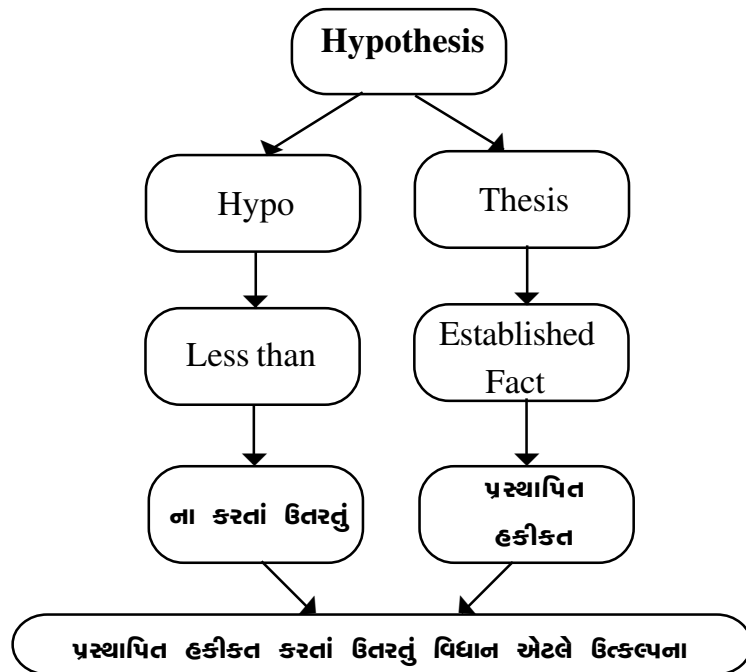 Hypothesis
Hypo
Thesis
Less than
Established
Fact
ના કરતાં ઉતરતું
પ્રસ્થાપિત
હકીકત
પ્રસ્થાપિત હકીકત કરતાં ઉતરતું વિધાન એટલે ઉત્કલ્પના